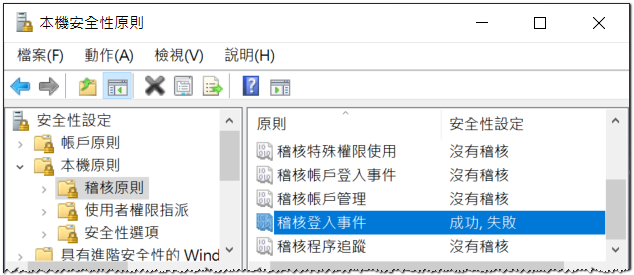 本機安全性原則
檔案(F) 動作(A) 檢視(V) 說明(H)
安全性設定
帳戶原則
本機原則
稽核原則
使用者權限指派
安全性選項
具有進階安全性的 Wind
原則 安全性設定
稽核特殊權限使用 沒有稽核
稽核帳戶登入事件 沒有稽核
稽核帳戶管理 沒有稽核
稽核登入事件 成功, 失敗
稽核程序追蹤 沒有稽核